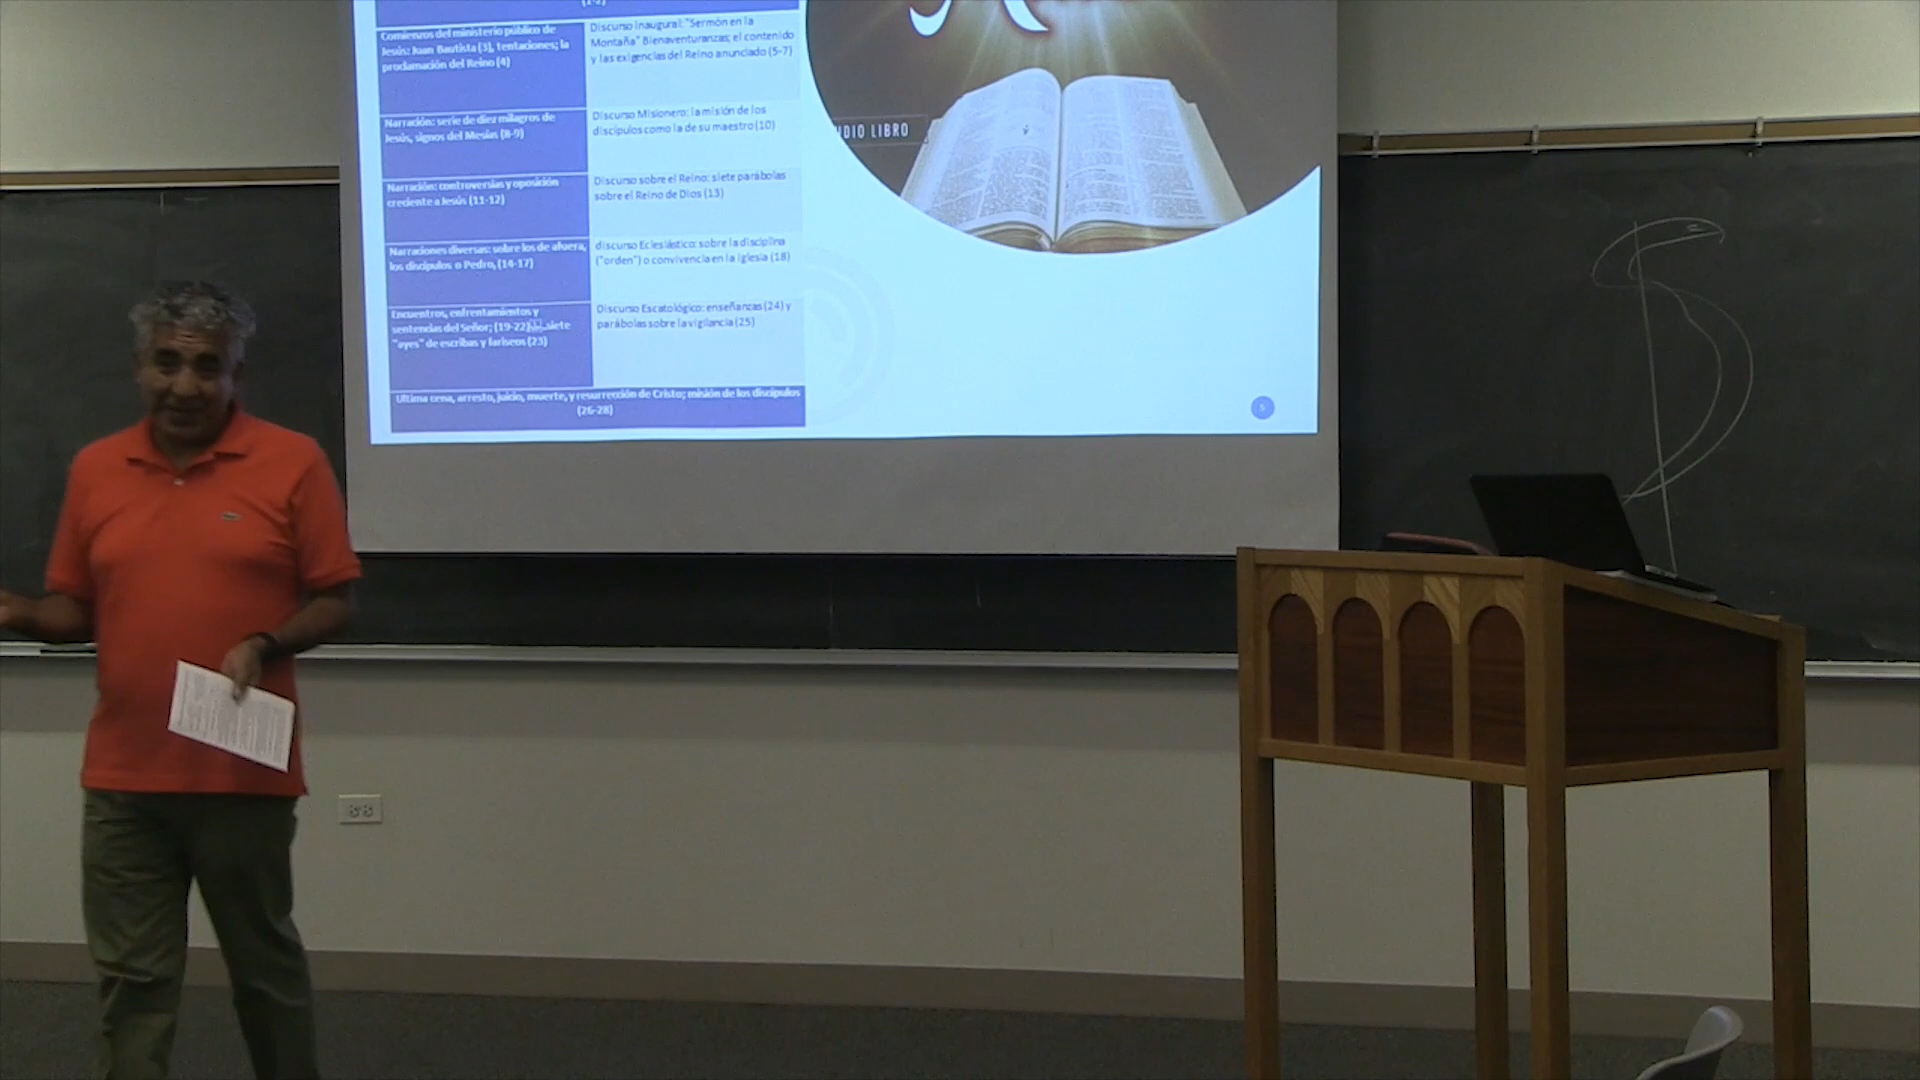 (1-2)
Comienzos del ministerio público de
Jesús: Juan Bautista (3), tentaciones; la
proclamación del Reino (4)
Discurso inaugural: "Sermón en la
Montaña" Bienaventuranzas; el contenido
y las exigencias del Reino anunciado (5-7)
Narración: serie de diez milagros de
Jesús, signos del Mesías (8-9)
Discurso Misionero: la misión de los
discípulos como la de su maestro (10)
Narración: controversias y oposición
creciente a Jesús (11-12)
Discurso sobre el Reino: siete parábolas
sobre el Reino de Dios (13)
Narraciones diversas: sobre los de afuera,
los discípulos o Pedro, (14-17)
discurso Eclesiástico: sobre la disciplina
("orden") o convivencia en la iglesia (18)
Encuentros, enfrentamientos y
sentencias del Señor; (19-22) siete
"ayes" de escribas y fariseos (23)
Discurso Escatológico: enseñanzas (24) y
parábolas sobre la vigilancia (25)
Ultima cena, arresto, juicio, muerte, y resurrección de Cristo; misión de los discípulos
(26-28)
UDIO LIBRO
5